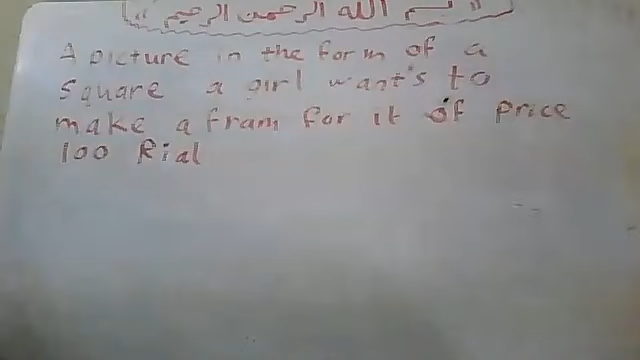 " بسم الله الرحمن الرحيم "
A picture in the form of a
square a girl want's to
make a fram for it of price
100 Rial